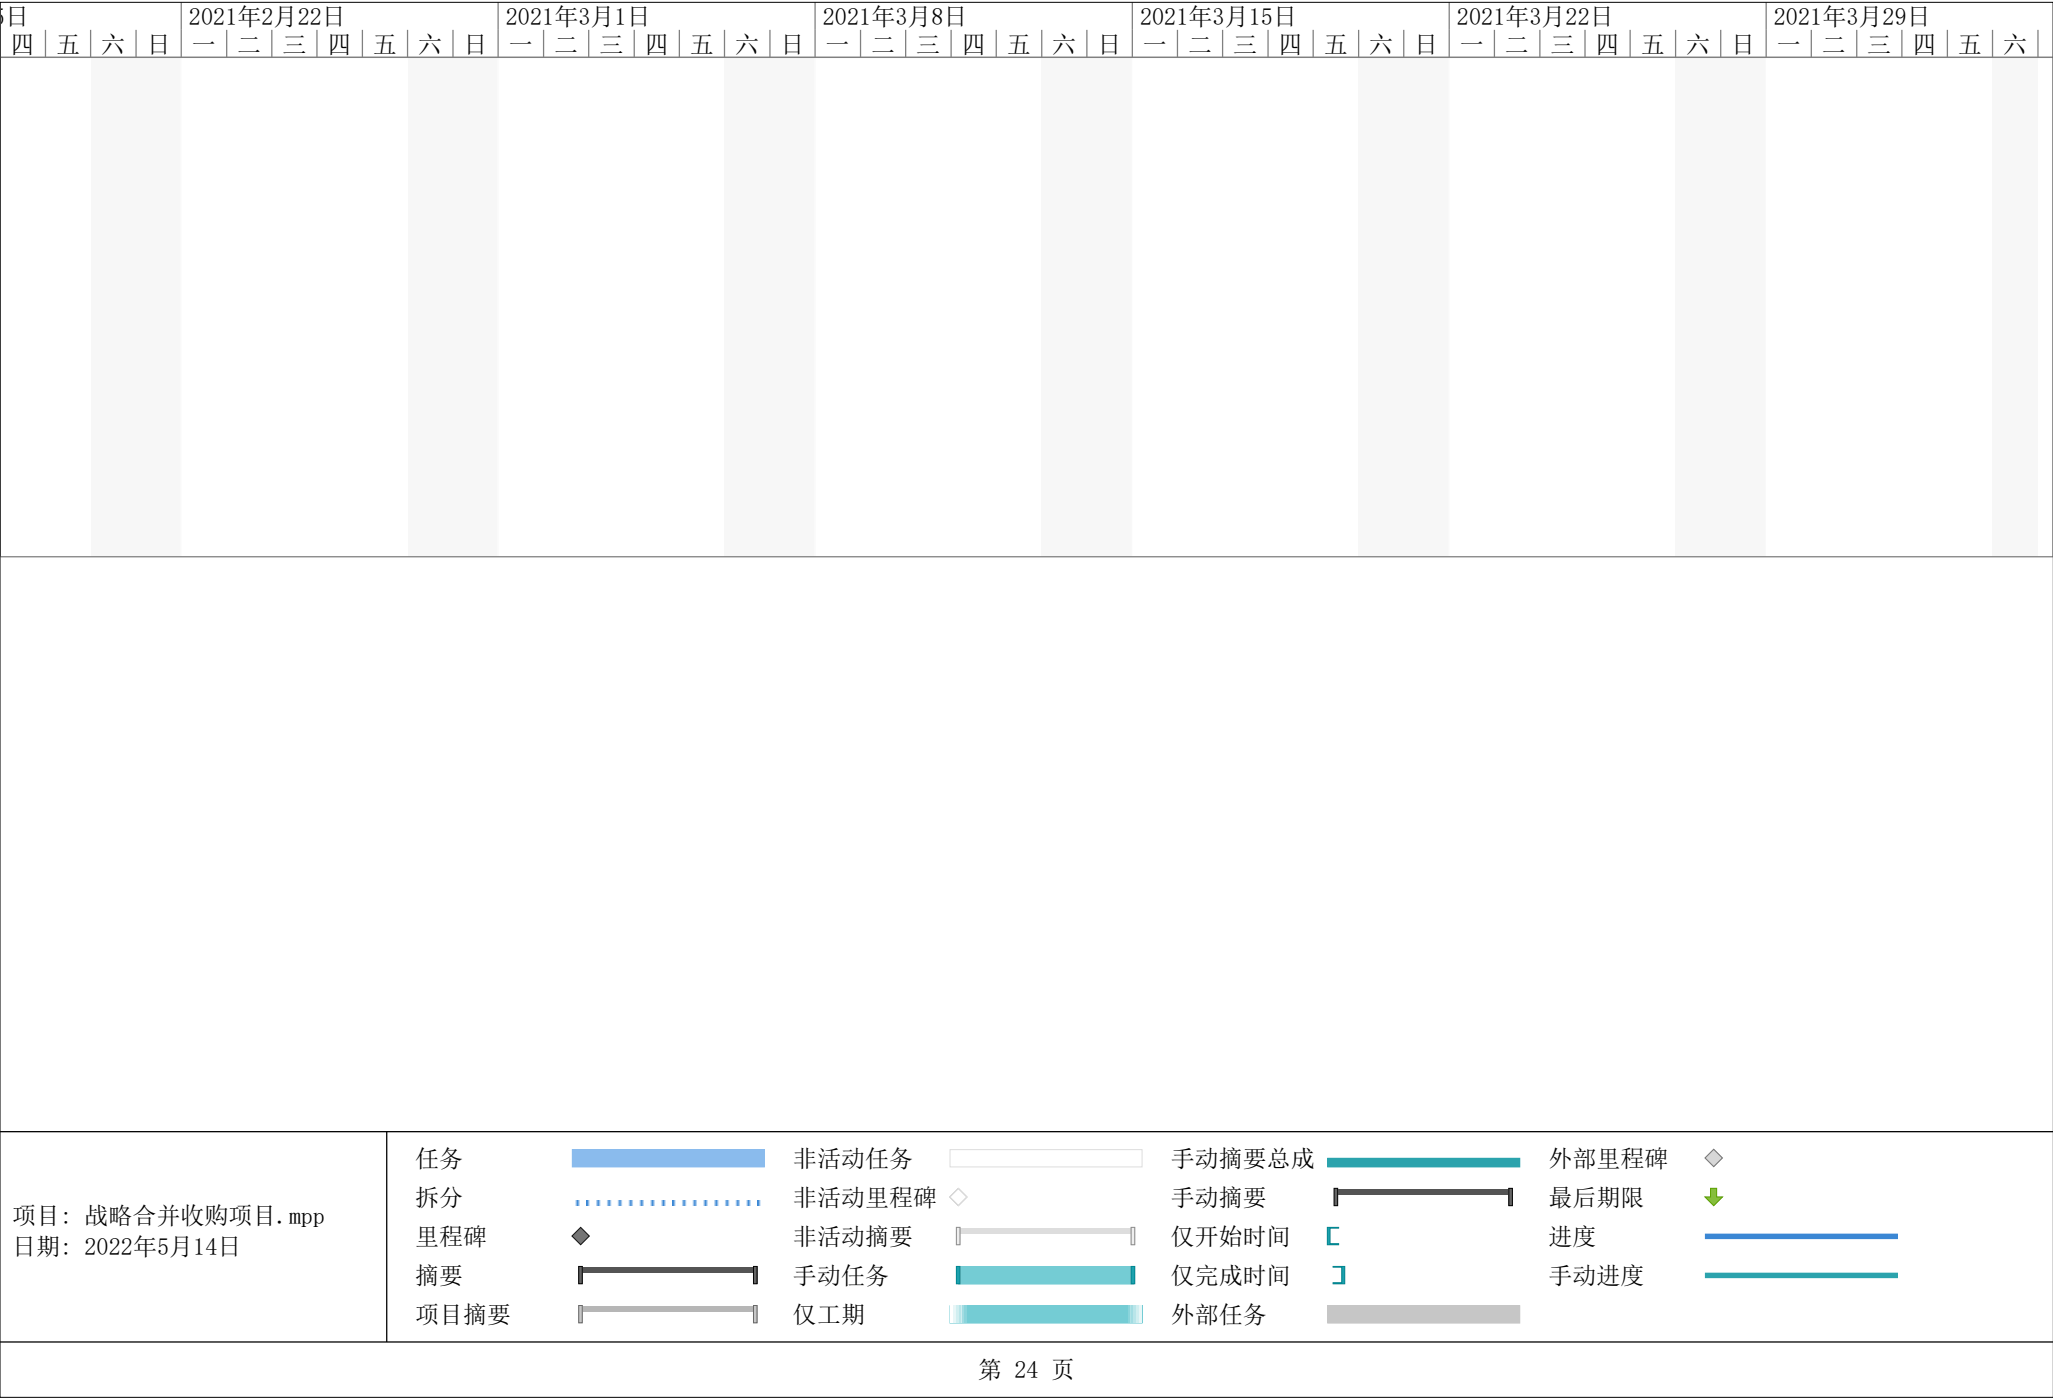 5日 2021年2月22日 2021年3月1日 2021年3月8日 2021年3月15日 2021年3月22日 2021年3月29日
四 五 六 日 一 二 三 四 五 六 日 一 二 三 四 五 六 日 一 二 三 四 五 六 日 一 二 三 四 五 六 日 一 二 三 四 五 六 日 一 二 三 四 五 六
项目: 战略合并收购项目.mpp
日期: 2022年5月14日
任务
拆分
里程碑
摘要
项目摘要
非活动任务
非活动里程碑
非活动摘要
手动任务
仅工期
手动摘要总成
手动摘要
仅开始时间
仅完成时间
外部任务
外部里程碑
最后期限
进度
手动进度
第 24 页